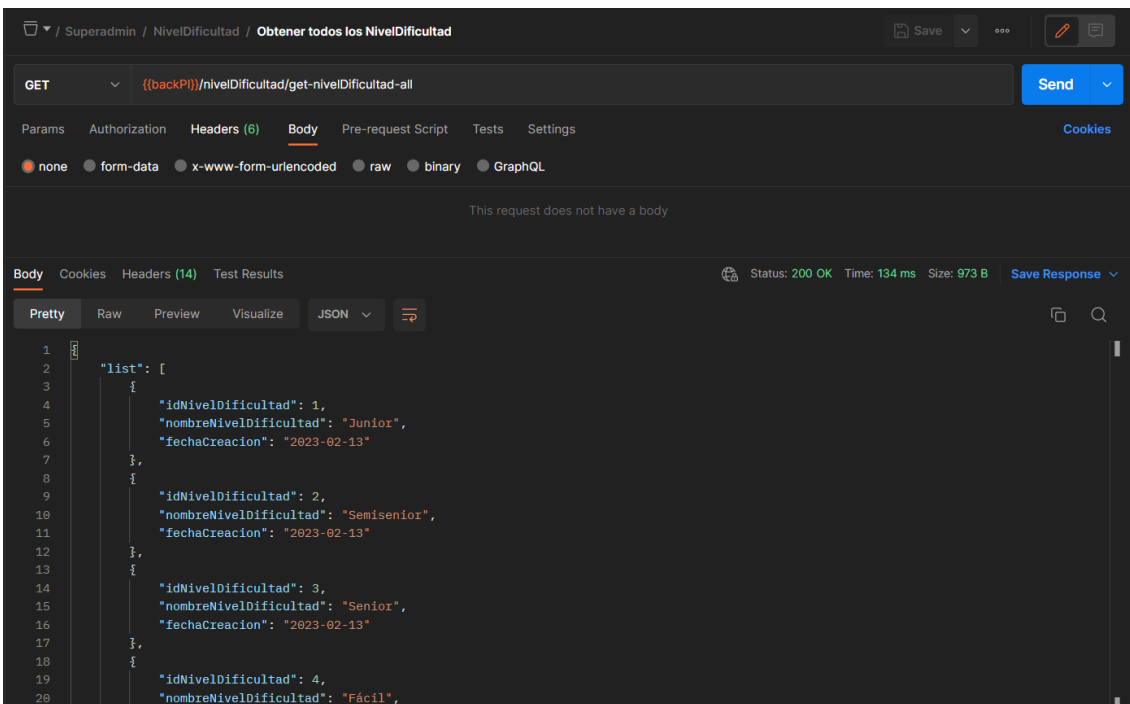 / Superadmin / NivelDificultad / Obtener todos los NivelDificultad Save
GET {{backPI}}/nivelDificultad/get-nivelDificultad-all Send
Params Authorization Headers (6) Body Pre-request Script Tests Settings Cookies
none form-data x-www-form-urlencoded raw binary GraphQL
This request does not have a body
Body Cookies Headers (14) Test Results Status: 200 OK Time: 134 ms Size: 973 B Save Response
Pretty Raw Preview Visualize JSON
1 {
2 "list": [
3 {
4 "idNivelDificultad": 1,
5 "nombreNivelDificultad": "Junior",
6 "fechaCreacion": "2023-02-13"
7 },
8 {
9 "idNivelDificultad": 2,
10 "nombreNivelDificultad": "Semisenior",
11 "fechaCreacion": "2023-02-13"
12 },
13 {
14 "idNivelDificultad": 3,
15 "nombreNivelDificultad": "Senior",
16 "fechaCreacion": "2023-02-13"
17 },
18 {
19 "idNivelDificultad": 4,
20 "nombreNivelDificultad": "Fácil",